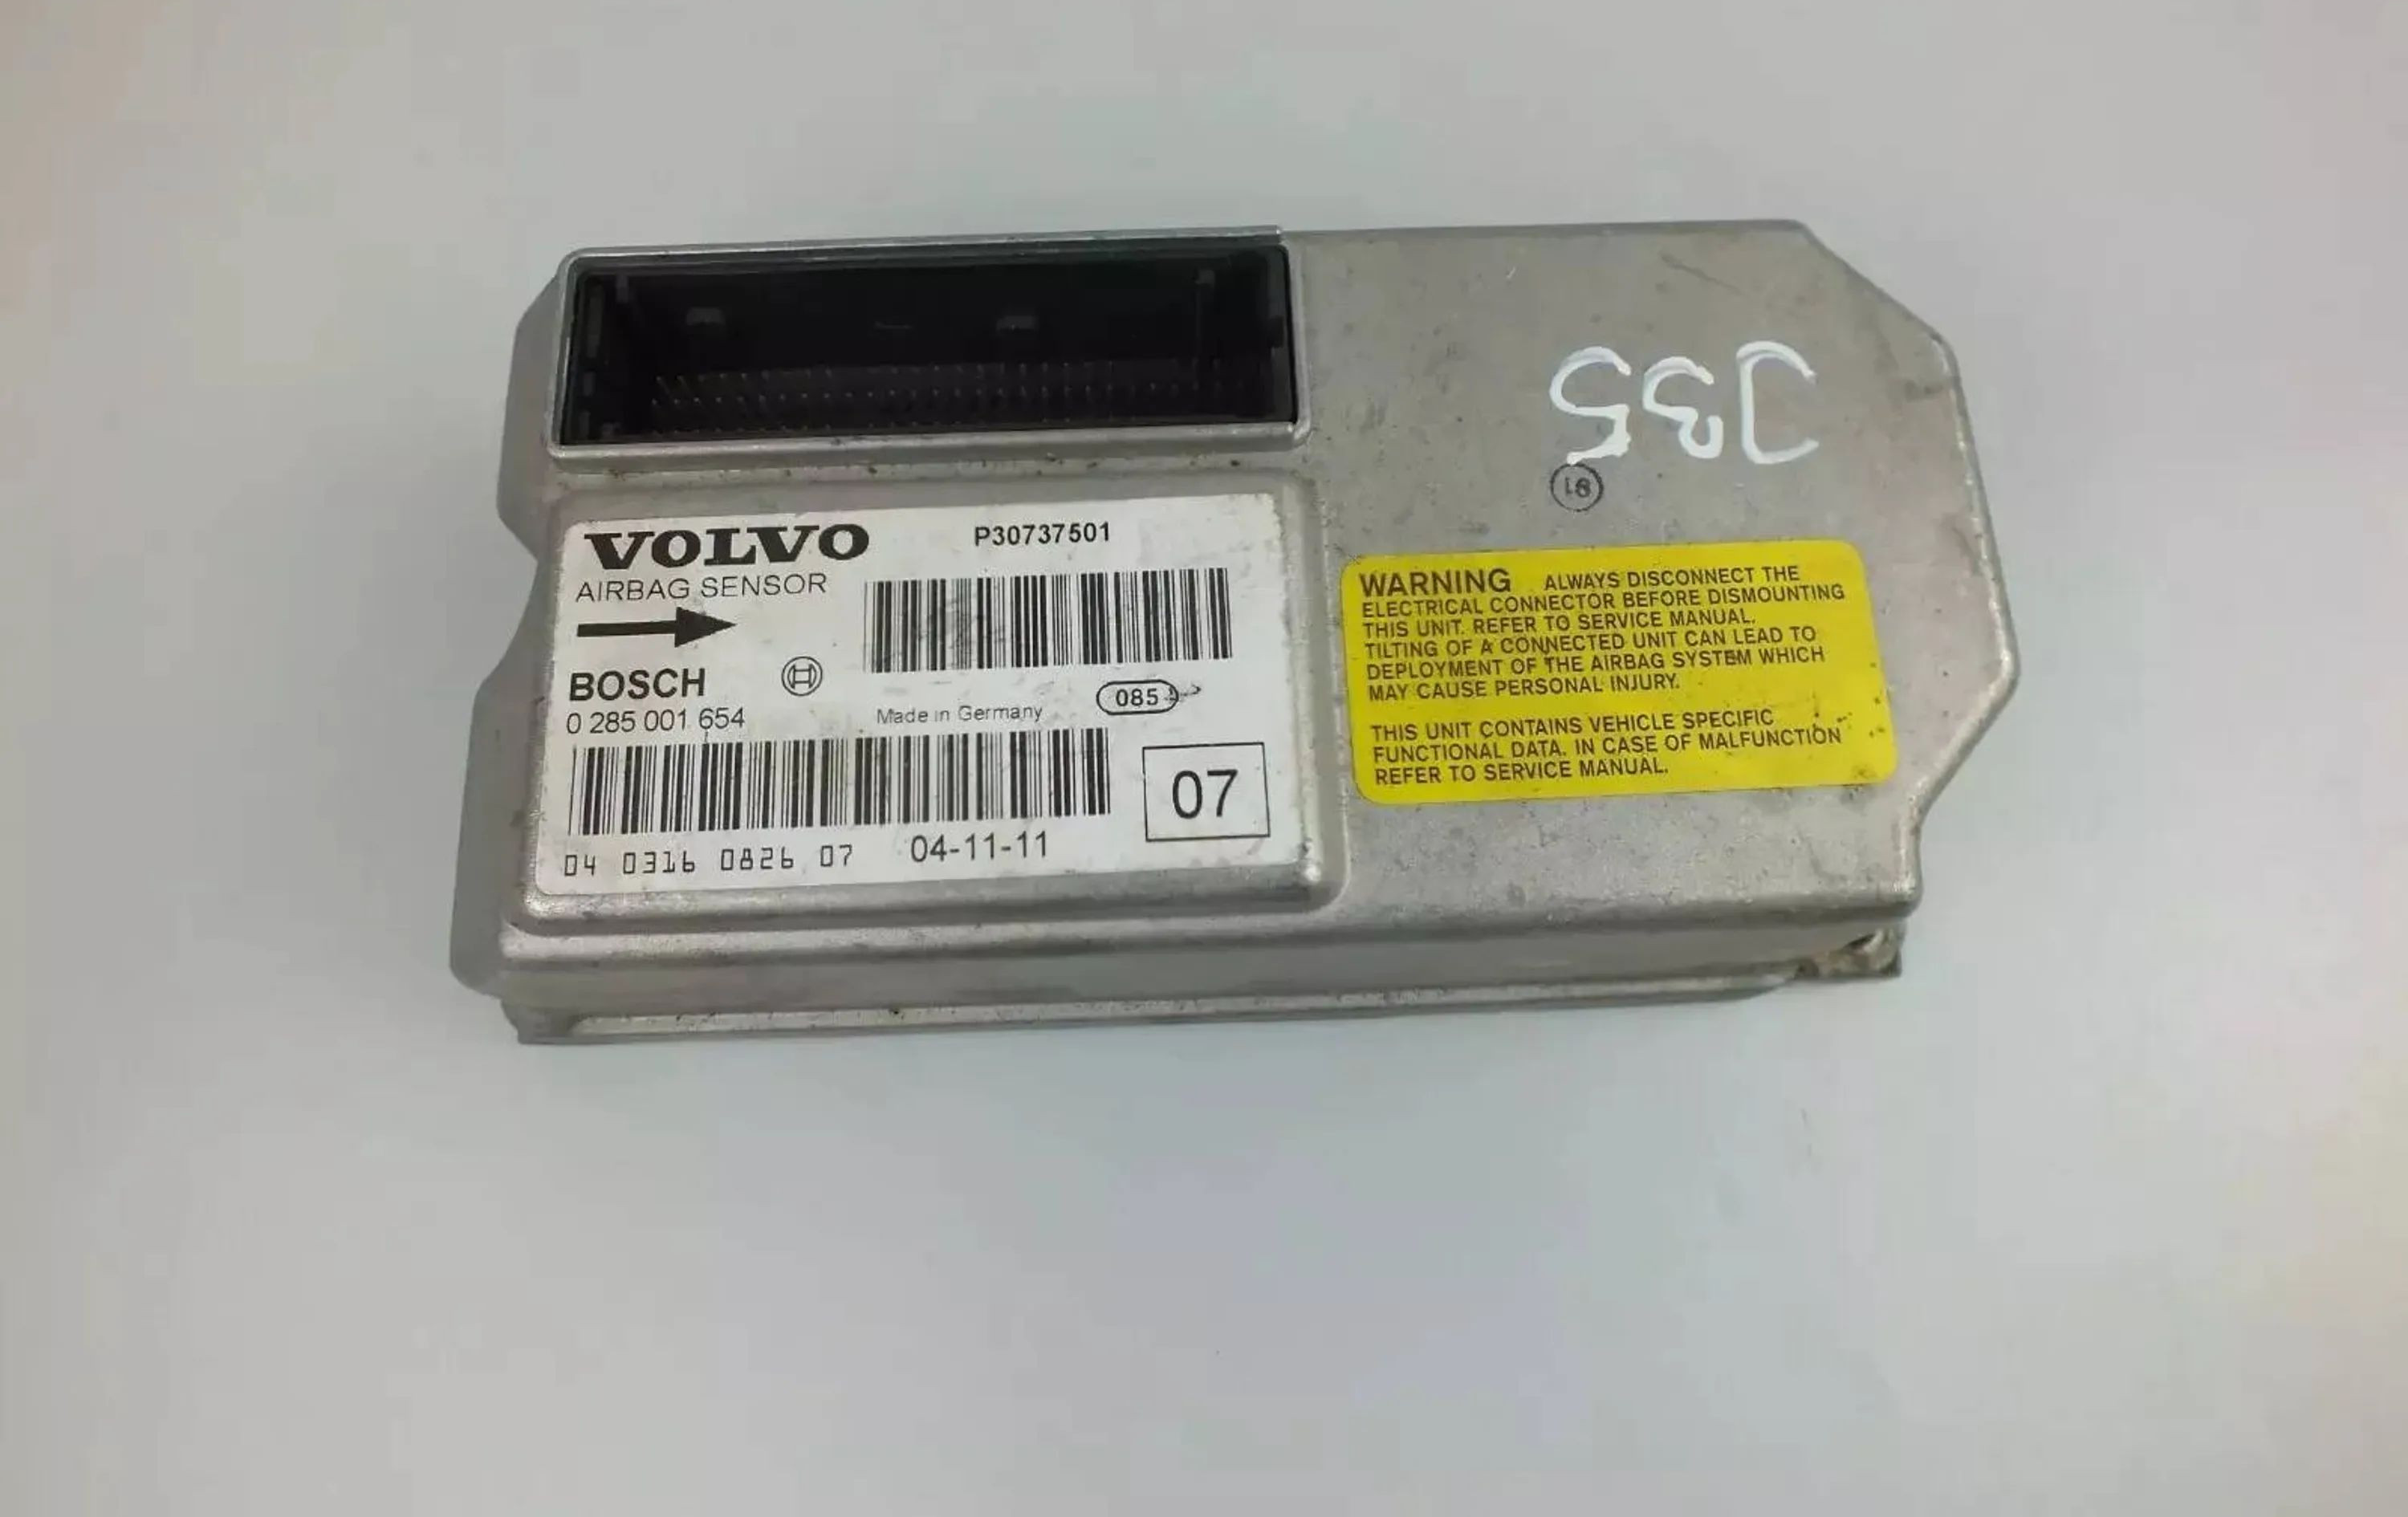 VOLVO
P30737501
AIRBAG SENSOR
BOSCH
0 285 001 654
Made in Germany
085
07
04 0316 0826 07
04-11-11
WARNING ALWAYS DISCONNECT THE
ELECTRICAL CONNECTOR BEFORE DISMOUNTING
THIS UNIT. REFER TO SERVICE MANUAL.
TILTING OF A CONNECTED UNIT CAN LEAD TO
DEPLOYMENT OF THE AIRBAG SYSTEM WHICH
MAY CAUSE PERSONAL INJURY.
THIS UNIT CONTAINS VEHICLE SPECIFIC
FUNCTIONAL DATA. IN CASE OF MALFUNCTION
REFER TO SERVICE MANUAL.